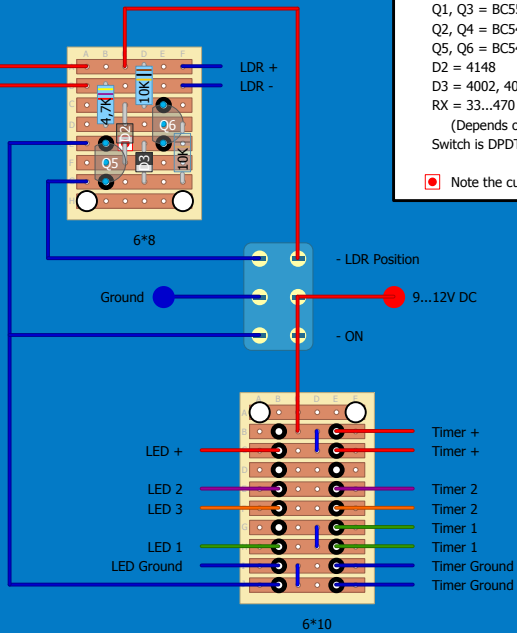 Q1, Q3 = BC55
Q2, Q4 = BC54
Q5, Q6 = BC54
D2 = 4148
D3 = 4002, 40
RX = 33...470
(Depends o
Switch is DPDT
Note the cu
LDR +
LDR -
10K
4,7K
D2
Q6
Q5
D3
10K
6*8
- LDR Position
Ground
9...12V DC
- ON
A B C D E F
LED +
LED 2
LED 3
LED 1
LED Ground
Timer +
Timer +
Timer 2
Timer 2
Timer 1
Timer 1
Timer Ground
Timer Ground
6*10